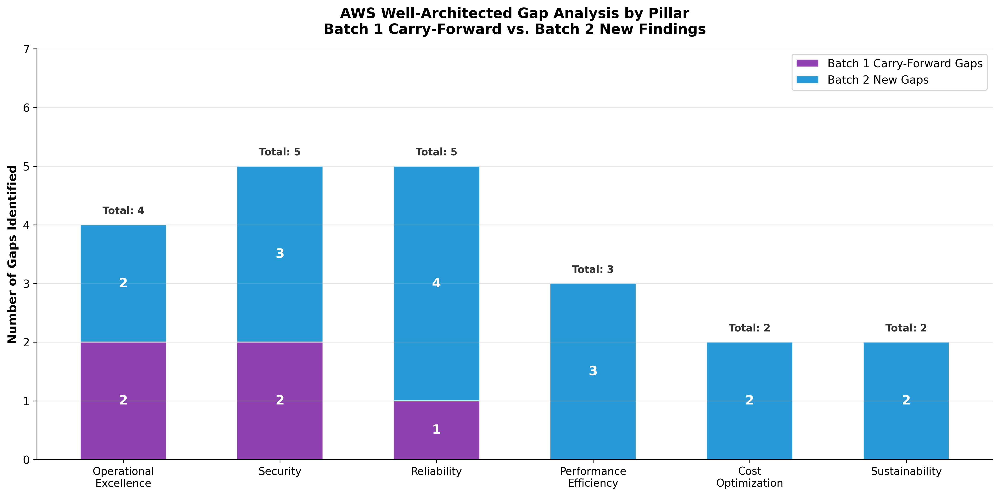 AWS Well-Architected Gap Analysis by Pillar
Batch 1 Carry-Forward vs. Batch 2 New Findings
Number of Gaps Identified
7
6
5
4
3
2
1
0
Batch 1 Carry-Forward Gaps
Batch 2 New Gaps
Total: 4
2
2
Total: 5
3
2
Total: 5
4
1
Total: 3
3
Total: 2
2
Total: 2
2
Operational
Excellence
Security
Reliability
Performance
Efficiency
Cost
Optimization
Sustainability